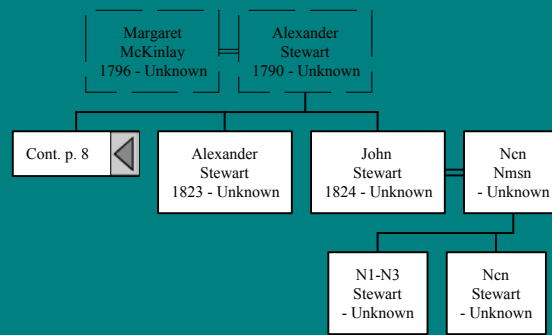 Margaret
McKinlay
1796 - Unknown
Alexander
Stewart
1790 - Unknown
Cont. p. 8
Alexander
Stewart
1823 - Unknown
John
Stewart
1824 - Unknown
Ncn
Nmsn
- Unknown
N1-N3
Stewart
- Unknown
Ncn
Stewart
- Unknown